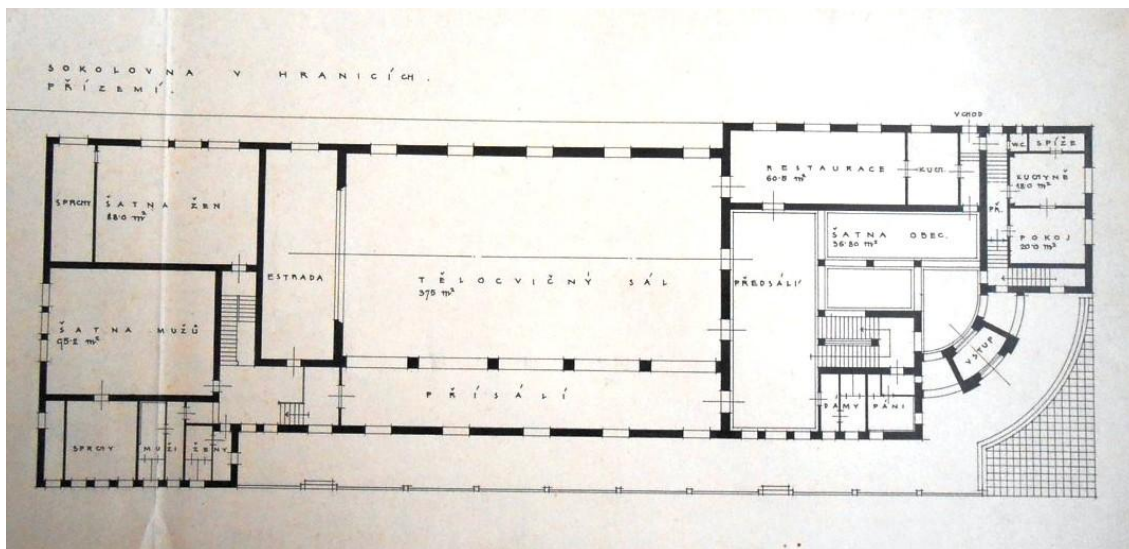 SOKOLOVNA V HRANICÍCH.
PŘÍZEMÍ.
VCHOD
W.C. SPÍŽE
RESTAURACE
60·8 m²
KUCH.
KUCHYNĚ
18·0 m²
PŘ.
SPRCHY
ŠATNA ŽEN
88·0 m²
ŠATNA OBEC.
56·80 m²
POKOJ
20·0 m²
ESTRADA
TĚLOCVIČNÝ SÁL
375 m²
PŘEDSÁLÍ
ŠATNA MUŽŮ
95·2 m²
VSTUP
PŘÍSÁLÍ
DÁMY
PÁNI
SPRCHY
MUŽI
ŽENY